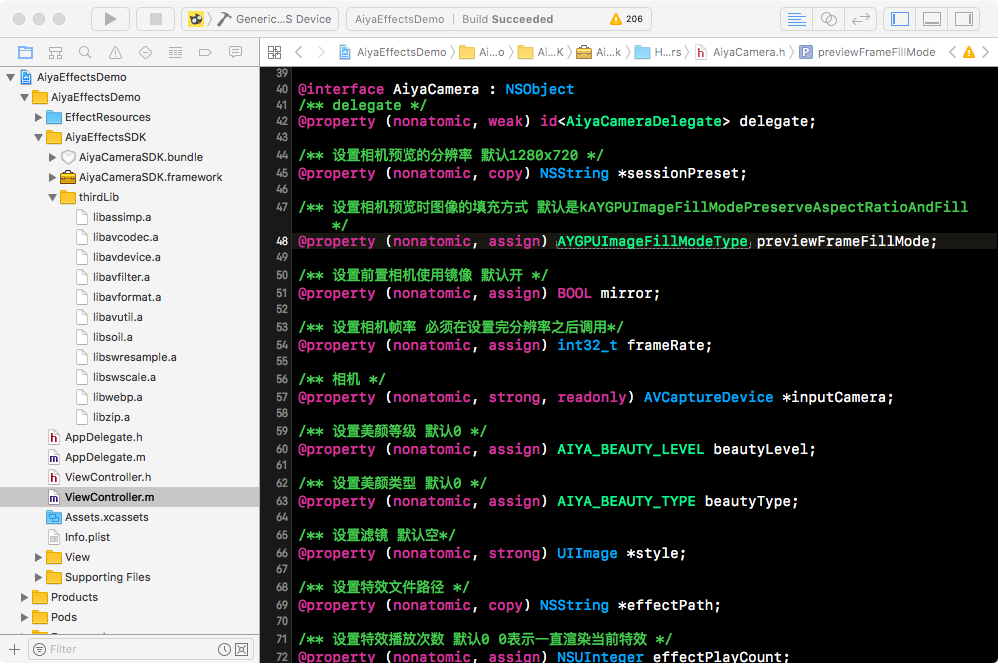 Generic...S Device
AiyaEffectsDemo | Build Succeeded
206
AiyaEffectsDemo
Ai...o
Ai...K
Ai...k
H...rs
h AiyaCamera.h
P previewFrameFillMode
AiyaEffectsDemo
AiyaEffectsDemo
EffectResources
AiyaEffectsSDK
AiyaCameraSDK.bundle
AiyaCameraSDK.framework
thirdLib
libassimp.a
libavcodec.a
libavdevice.a
libavfilter.a
libavformat.a
libavutil.a
libsoil.a
libswresample.a
libswscale.a
libwebp.a
libzip.a
h AppDelegate.h
m AppDelegate.m
h ViewController.h
m ViewController.m
Assets.xcassets
Info.plist
View
Supporting Files
Products
Pods
Filter
39
40 @interface AiyaCamera : NSObject
41 /** delegate */
42 @property (nonatomic, weak) id<AiyaCameraDelegate> delegate;
43
44 /** 设置相机预览的分辨率 默认1280x720 */
45 @property (nonatomic, copy) NSString *sessionPreset;
46
47 /** 设置相机预览时图像的填充方式 默认是kAYGPUImageFillModePreserveAspectRatioAndFill
*/
48 @property (nonatomic, assign) AYGPUImageFillModeType previewFrameFillMode;
49
50 /** 设置前置相机使用镜像 默认开 */
51 @property (nonatomic, assign) BOOL mirror;
52
53 /** 设置相机帧率 必须在设置完分辨率之后调用*/
54 @property (nonatomic, assign) int32_t frameRate;
55
56 /** 相机 */
57 @property (nonatomic, strong, readonly) AVCaptureDevice *inputCamera;
58
59 /** 设置美颜等级 默认0 */
60 @property (nonatomic, assign) AIYA_BEAUTY_LEVEL beautyLevel;
61
62 /** 设置美颜类型 默认0 */
63 @property (nonatomic, assign) AIYA_BEAUTY_TYPE beautyType;
64
65 /** 设置滤镜 默认空*/
66 @property (nonatomic, strong) UIImage *style;
67
68 /** 设置特效文件路径 */
69 @property (nonatomic, copy) NSString *effectPath;
70
71 /** 设置特效播放次数 默认0 0表示一直渲染当前特效 */
72 @property (nonatomic, assign) NSUInteger effectPlayCount;